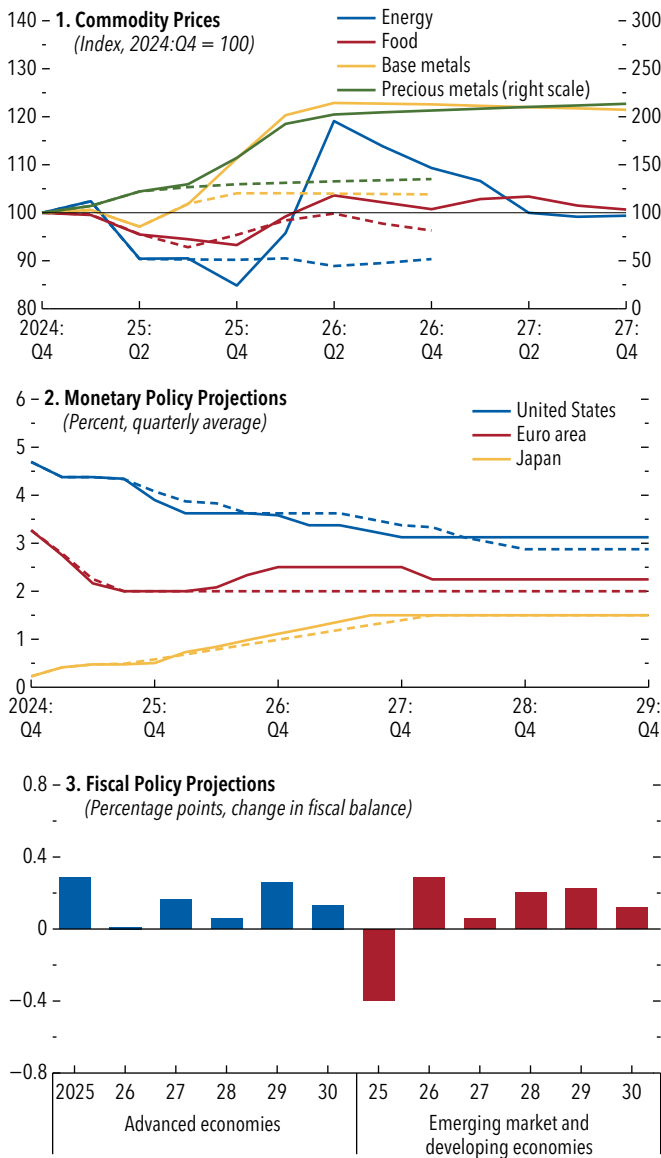 1. Commodity Prices
(Index, 2024:Q4 = 100)
Energy
Food
Base metals
Precious metals (right scale)
140
130
120
110
100
90
80
300
250
200
150
100
50
0
2024: 25: 25: 26: 26: 27: 27:
Q4 Q2 Q4 Q2 Q4 Q2 Q4
2. Monetary Policy Projections
(Percent, quarterly average)
United States
Euro area
Japan
6
5
4
3
2
1
0
2024: 25: 26: 27: 28: 29:
Q4 Q4 Q4 Q4 Q4 Q4
3. Fiscal Policy Projections
(Percentage points, change in fiscal balance)
0.8
0.4
0
−0.4
−0.8
2025 26 27 28 29 30 25 26 27 28 29 30
Advanced economies
Emerging market and
developing economies